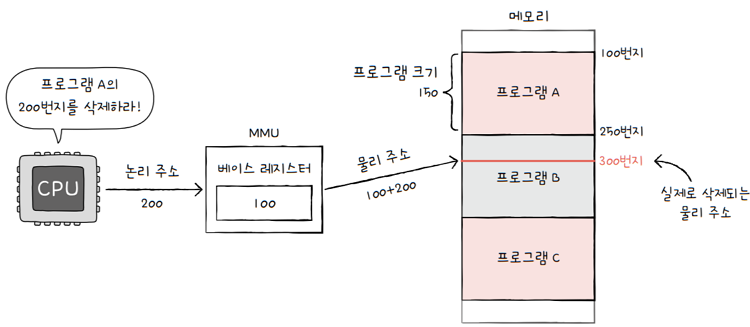 메모리
100번지
프로그램 크기
150
프로그램 A
프로그램 A의
200번지를 삭제하라!
250번지
MMU
CPU
논리 주소
200
베이스 레지스터
100
물리 주소
100+200
300번지
프로그램 B
실제로 삭제되는
물리 주소
프로그램 C